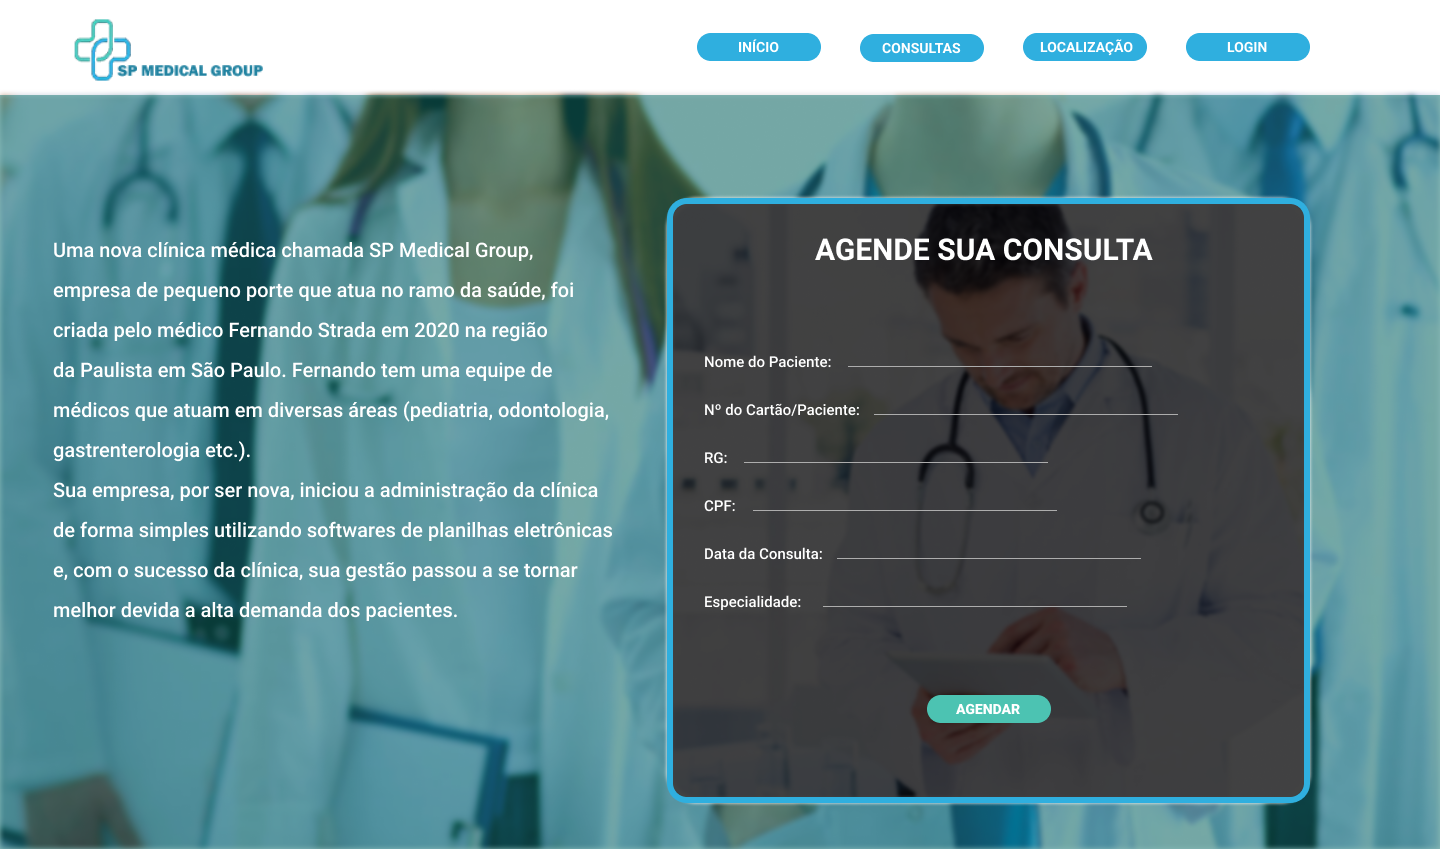 SP MEDICAL GROUP
INÍCIO
CONSULTAS
LOCALIZAÇÃO
LOGIN
Uma nova clínica médica chamada SP Medical Group,
empresa de pequeno porte que atua no ramo da saúde, foi
criada pelo médico Fernando Strada em 2020 na região
da Paulista em São Paulo. Fernando tem uma equipe de
médicos que atuam em diversas áreas (pediatria, odontologia,
gastrenterologia etc.).
Sua empresa, por ser nova, iniciou a administração da clínica
de forma simples utilizando softwares de planilhas eletrônicas
e, com o sucesso da clínica, sua gestão passou a se tornar
melhor devida a alta demanda dos pacientes.
AGENDE SUA CONSULTA
Nome do Paciente:
Nº do Cartão/Paciente:
RG:
CPF:
Data da Consulta:
Especialidade:
AGENDAR